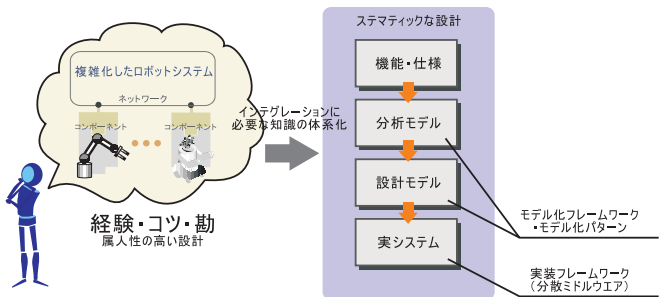 複雑化したロボットシステム
ネットワーク
コンポーネント
コンポーネント
経験・コツ・勘
属人性の高い設計
インテグレーションに
必要な知識の体系化
ステマティックな設計
機能・仕様
分析モデル
設計モデル
実システム
モデル化フレームワーク
・モデル化パターン
実装フレームワーク
（分散ミドルウエア）